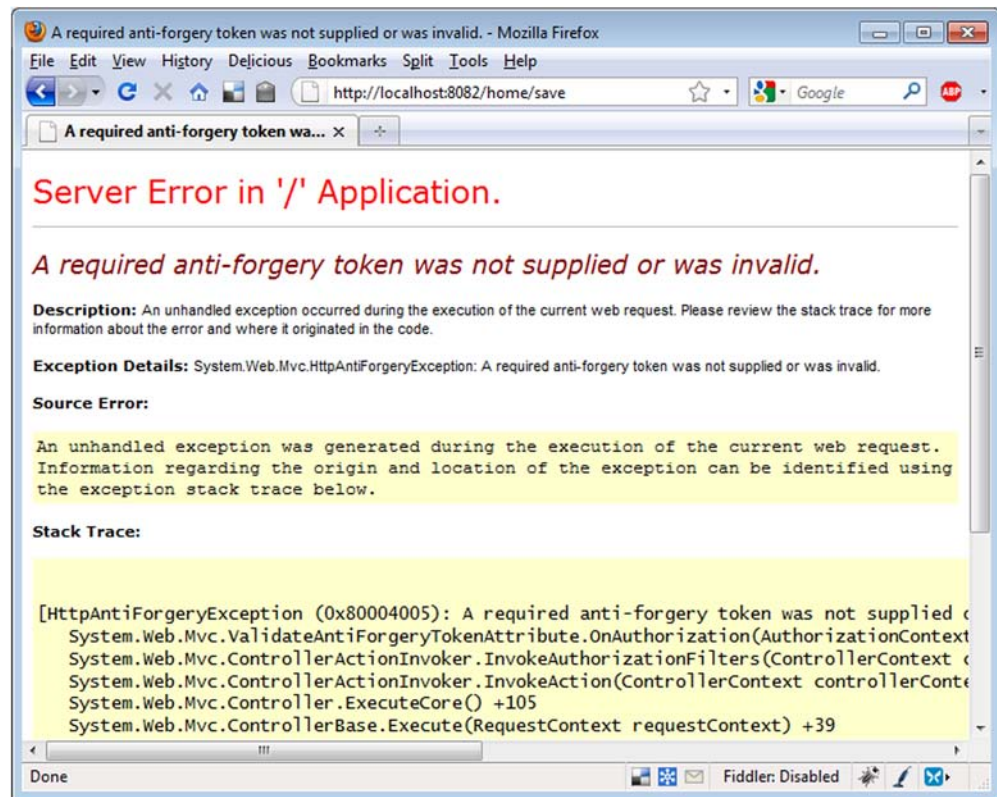 A required anti-forgery token was not supplied or was invalid. - Mozilla Firefox
File Edit View History Delicious Bookmarks Split Tools Help
http://localhost:8082/home/save
Google
ABP
A required anti-forgery token wa...
Server Error in '/' Application.
A required anti-forgery token was not supplied or was invalid.
Description: An unhandled exception occurred during the execution of the current web request. Please review the stack trace for more
information about the error and where it originated in the code.
Exception Details: System.Web.Mvc.HttpAntiForgeryException: A required anti-forgery token was not supplied or was invalid.
Source Error:
An unhandled exception was generated during the execution of the current web request.
Information regarding the origin and location of the exception can be identified using
the exception stack trace below.
Stack Trace:
[HttpAntiForgeryException (0x80004005): A required anti-forgery token was not supplied
System.Web.Mvc.ValidateAntiForgeryTokenAttribute.OnAuthorization(AuthorizationContext
System.Web.Mvc.ControllerActionInvoker.InvokeAuthorizationFilters(ControllerContext
System.Web.Mvc.ControllerActionInvoker.InvokeAction(ControllerContext controllerConte
System.Web.Mvc.Controller.ExecuteCore() +105
System.Web.Mvc.ControllerBase.Execute(RequestContext requestContext) +39
Done
Fiddler: Disabled